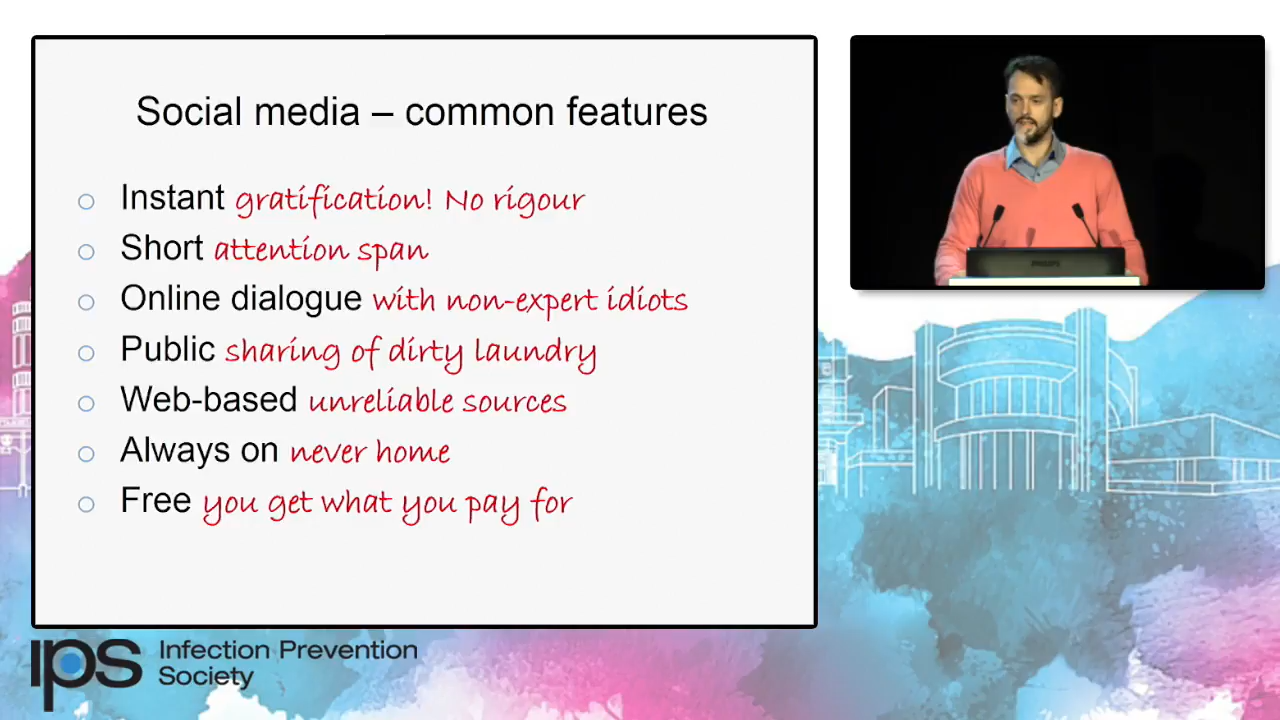 Social media – common features
Instant gratification! No rigour
Short attention span
Online dialogue with non-expert idiots
Public sharing of dirty laundry
Web-based unreliable sources
Always on never home
Free you get what you pay for
IPS Infection Prevention
Society
PHILIPS